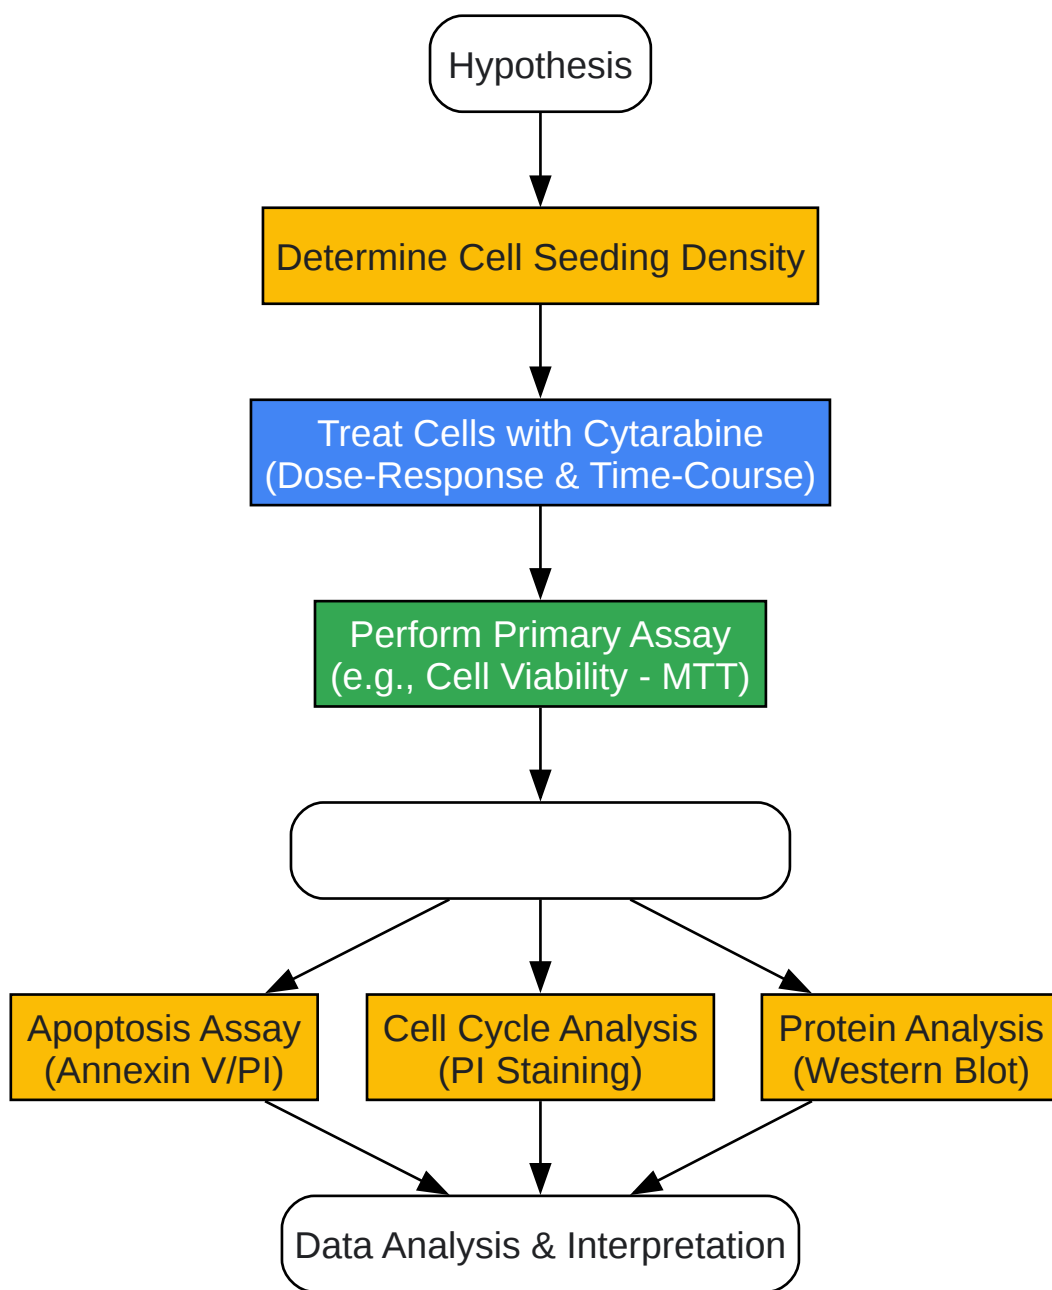 Hypothesis
Determine Cell Seeding Density
Treat Cells with Cytarabine
(Dose-Response & Time-Course)
Perform Primary Assay
(e.g., Cell Viability - MTT)
Apoptosis Assay
(Annexin V/PI)
Cell Cycle Analysis
(PI Staining)
Protein Analysis
(Western Blot)
Data Analysis & Interpretation